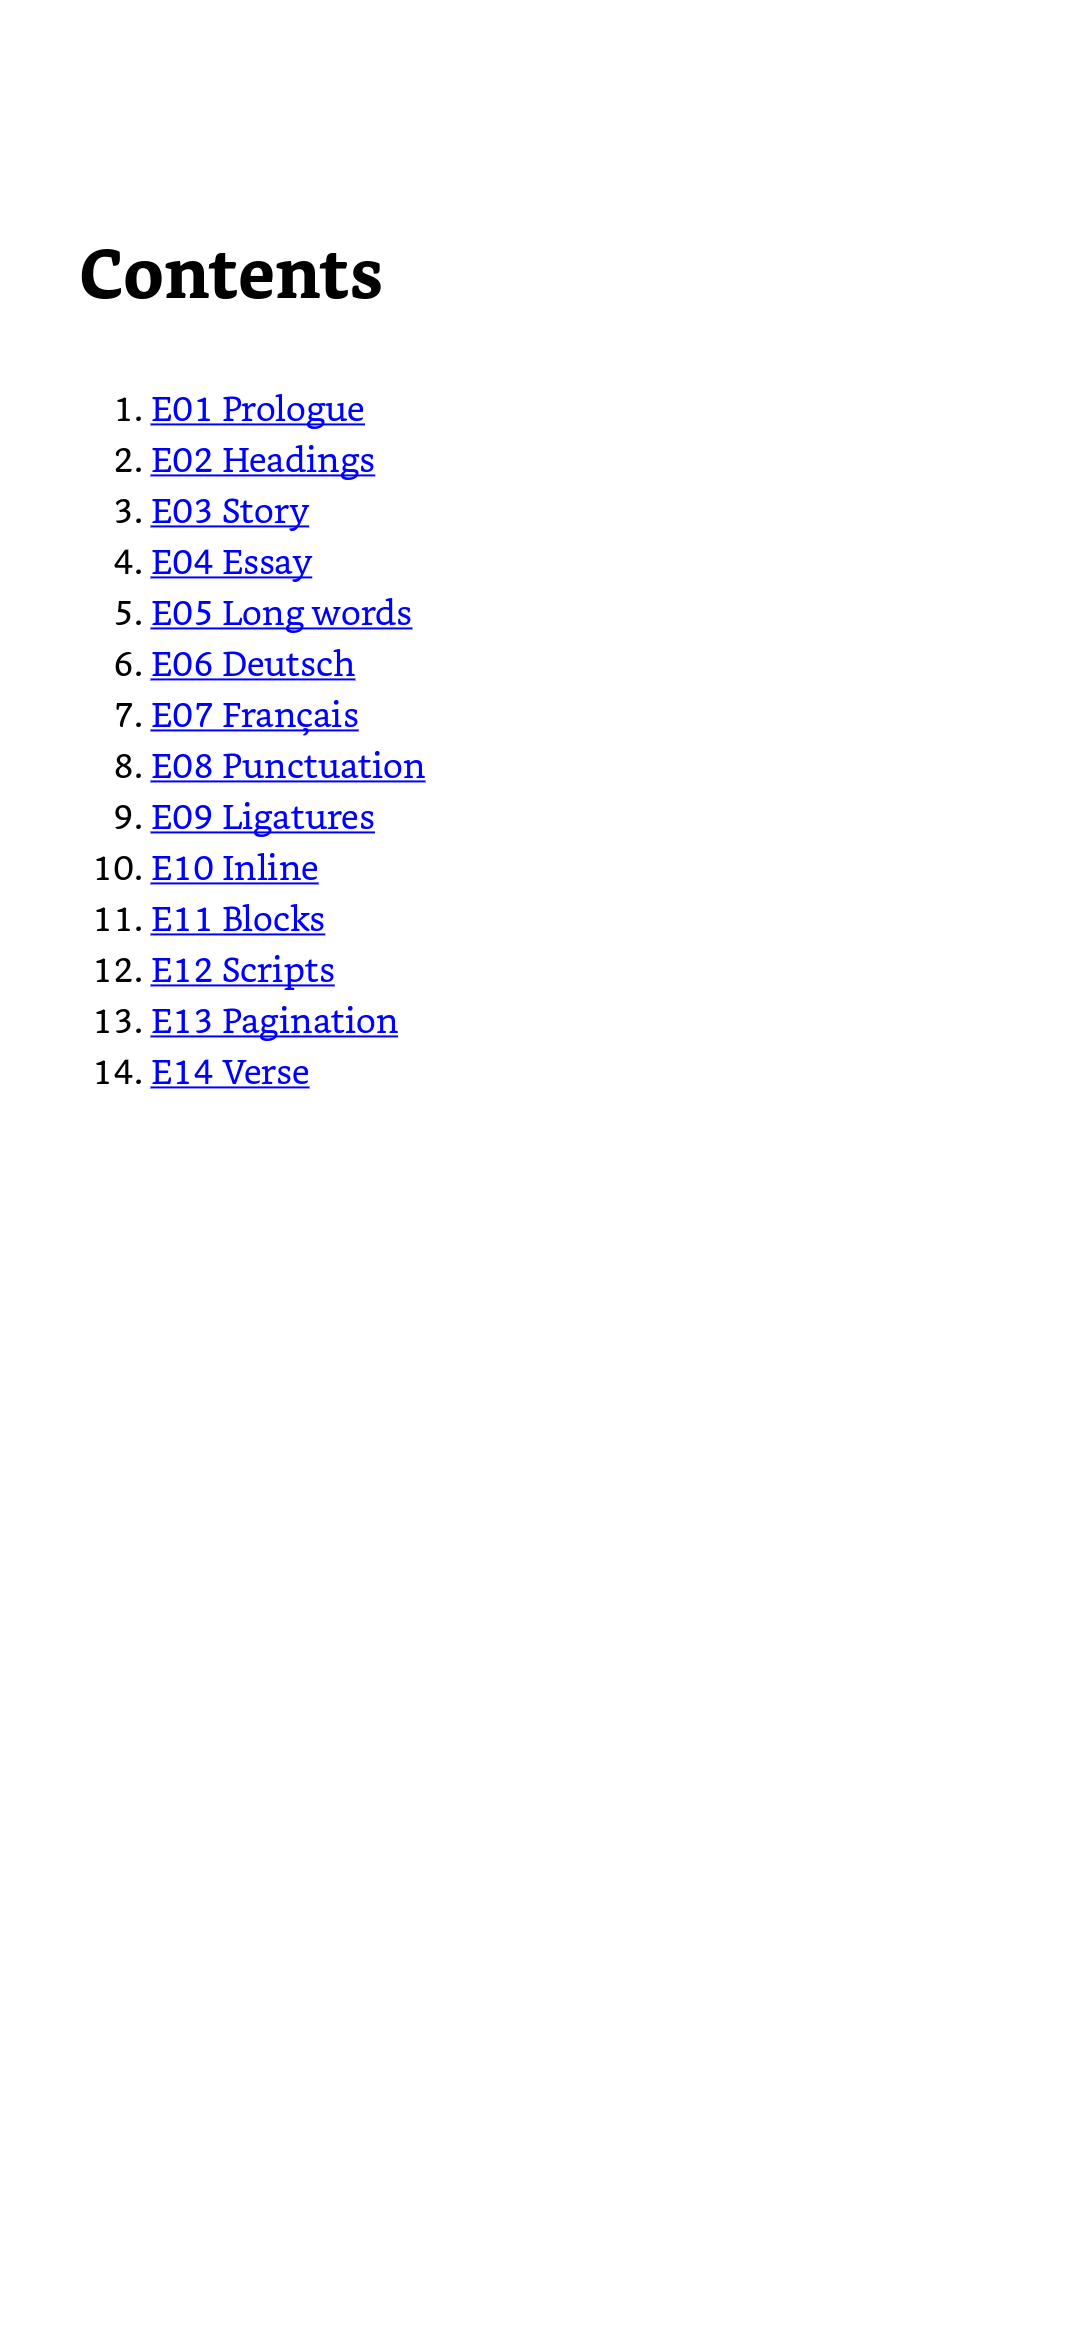 Contents
1. E01 Prologue
2. E02 Headings
3. E03 Story
4. E04 Essay
5. E05 Long words
6. E06 Deutsch
7. E07 Français
8. E08 Punctuation
9. E09 Ligatures
10. E10 Inline
11. E11 Blocks
12. E12 Scripts
13. E13 Pagination
14. E14 Verse